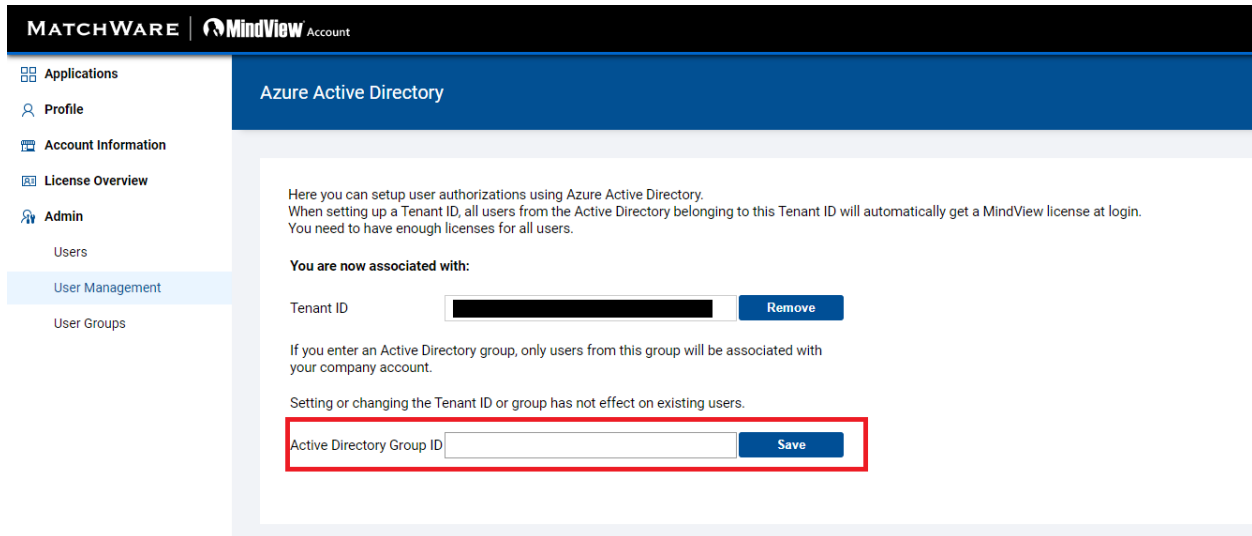 MATCHWARE | MindView Account
Applications
Profile
Account Information
License Overview
Admin
Users
User Management
User Groups
Azure Active Directory
Here you can setup user authorizations using Azure Active Directory.
When setting up a Tenant ID, all users from the Active Directory belonging to this Tenant ID will automatically get a MindView license at login.
You need to have enough licenses for all users.
You are now associated with:
Tenant ID
Remove
If you enter an Active Directory group, only users from this group will be associated with
your company account.
Setting or changing the Tenant ID or group has not effect on existing users.
Active Directory Group ID
Save